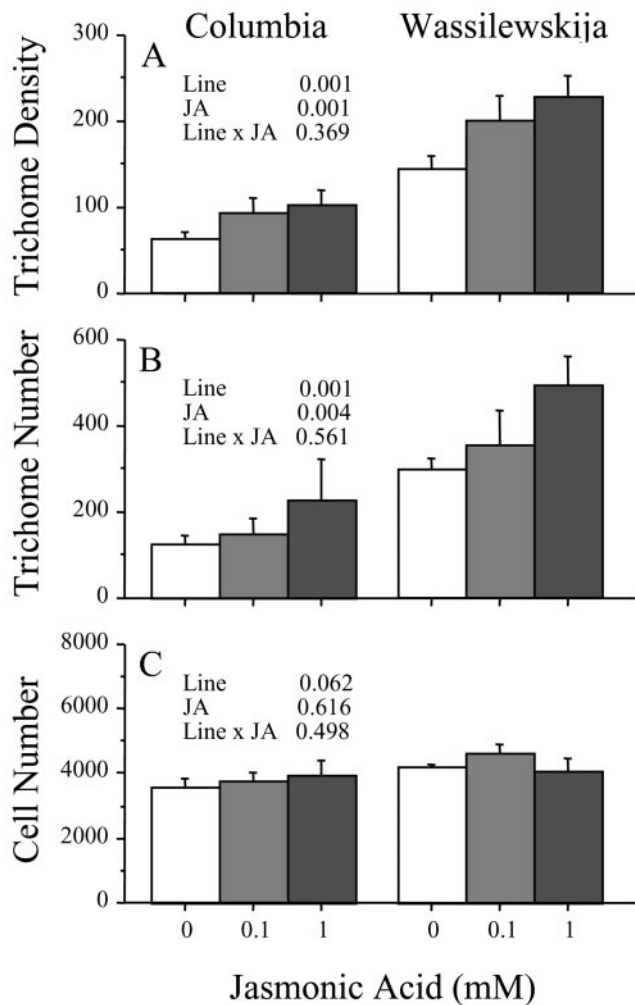 Columbia Wassilewskija
A
Trichome Density
300
200
100
0
Line 0.001
JA 0.001
Line x JA 0.369
B
Trichome Number
600
400
200
0
Line 0.001
JA 0.004
Line x JA 0.561
C
Cell Number
8000
6000
4000
2000
0
Line 0.062
JA 0.616
Line x JA 0.498
0 0.1 1 0 0.1 1
Jasmonic Acid (mM)